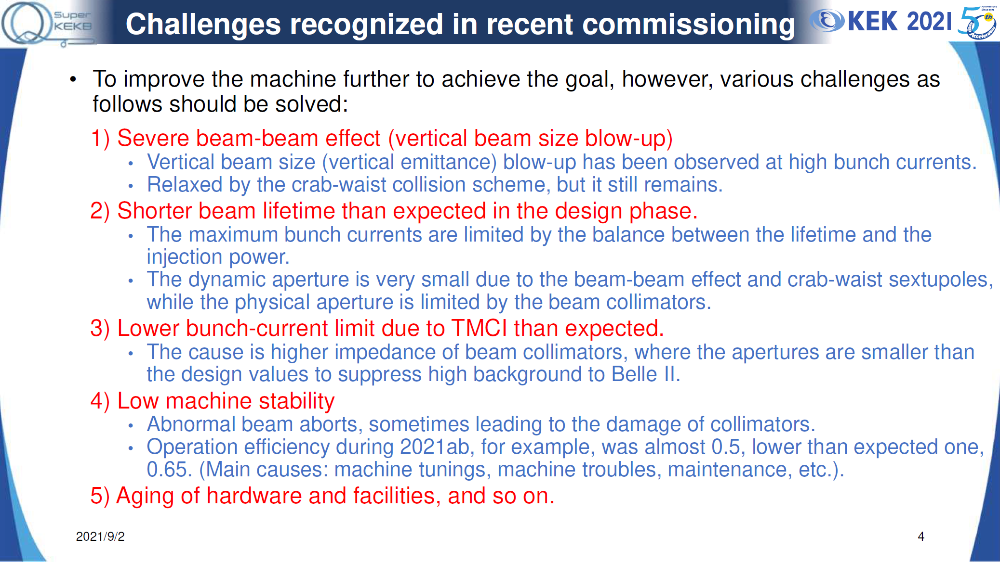 Super
KEKB
Challenges recognized in recent commissioning
KEK 2021
50th
Anniversary
Since 1971
Accelerating
• To improve the machine further to achieve the goal, however, various challenges as
follows should be solved:
1) Severe beam-beam effect (vertical beam size blow-up)
• Vertical beam size (vertical emittance) blow-up has been observed at high bunch currents.
• Relaxed by the crab-waist collision scheme, but it still remains.
2) Shorter beam lifetime than expected in the design phase.
• The maximum bunch currents are limited by the balance between the lifetime and the
injection power.
• The dynamic aperture is very small due to the beam-beam effect and crab-waist sextupoles,
while the physical aperture is limited by the beam collimators.
3) Lower bunch-current limit due to TMCI than expected.
• The cause is higher impedance of beam collimators, where the apertures are smaller than
the design values to suppress high background to Belle II.
4) Low machine stability
• Abnormal beam aborts, sometimes leading to the damage of collimators.
• Operation efficiency during 2021ab, for example, was almost 0.5, lower than expected one,
0.65. (Main causes: machine tunings, machine troubles, maintenance, etc.).
5) Aging of hardware and facilities, and so on.
2021/9/2
4